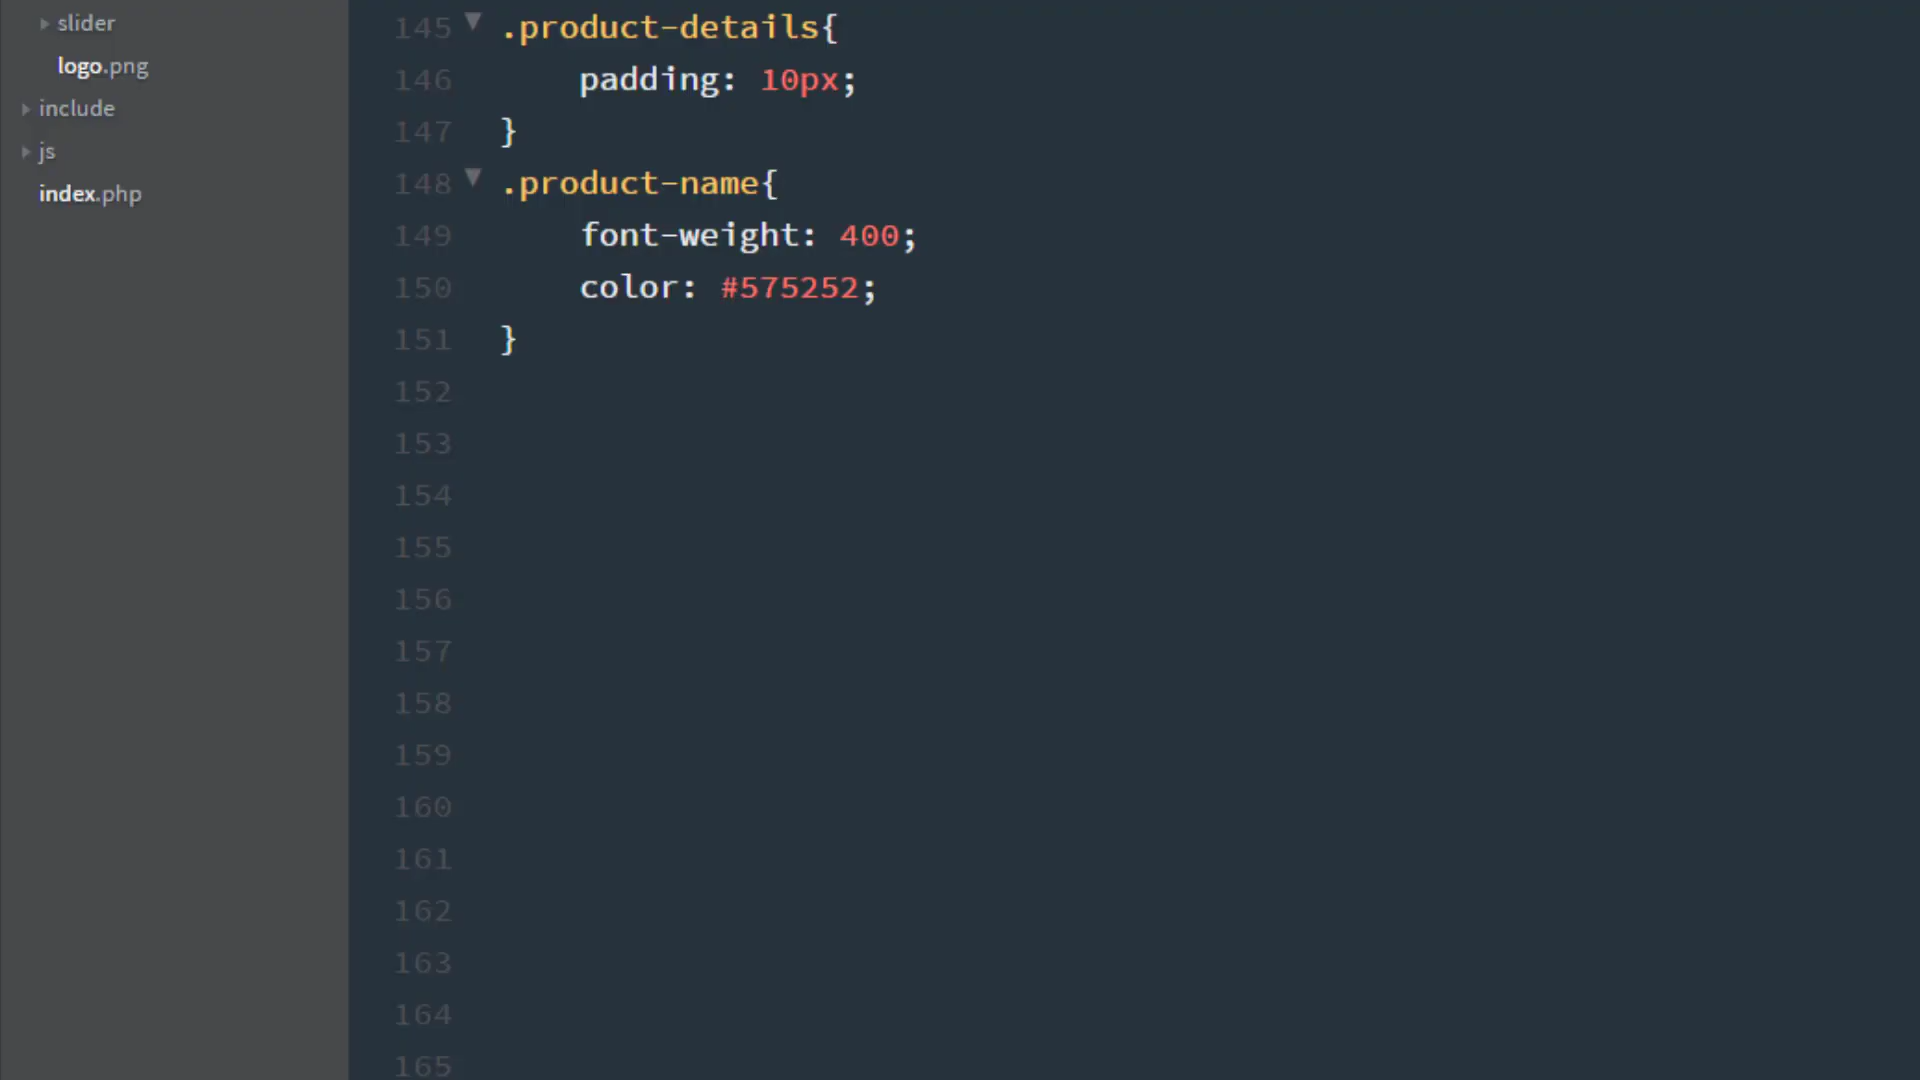 slider
logo.png
include
js
index.php
145 .product-details{
146 padding: 10px;
147 }
148 .product-name{
149 font-weight: 400;
150 color: #575252;
151 }
152
153
154
155
156
157
158
159
160
161
162
163
164
165